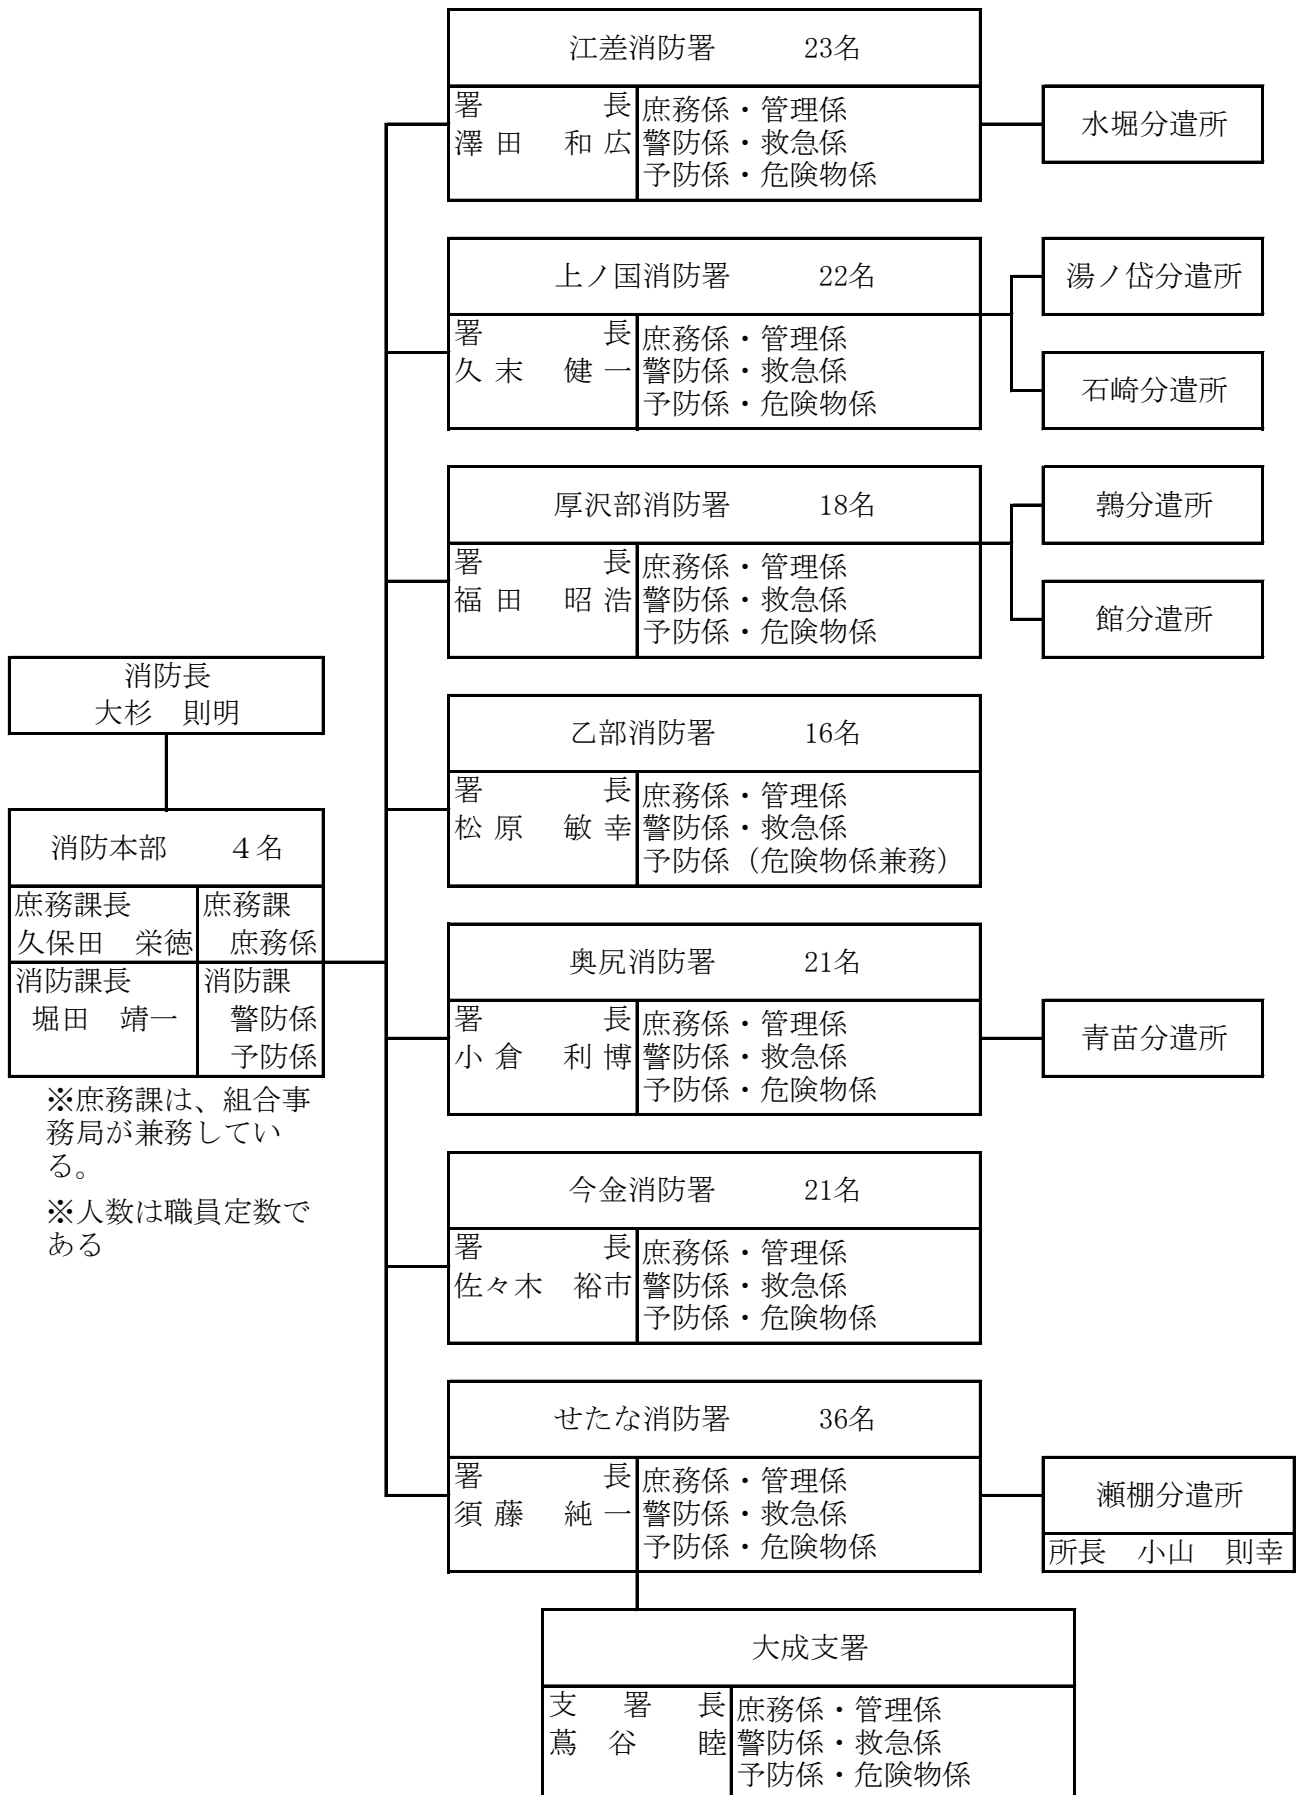 江差消防署　　　23名
署　　　　長
澤田　和広
庶務係・管理係
警防係・救急係
予防係・危険物係
水堀分遣所
上ノ国消防署　　　22名
署　　　　長
久末　健一
庶務係・管理係
警防係・救急係
予防係・危険物係
湯ノ岱分遣所
石崎分遣所
厚沢部消防署　　　18名
署　　　　長
福田　昭浩
庶務係・管理係
警防係・救急係
予防係・危険物係
鶉分遣所
館分遣所
消防長
大杉　則明
消防本部　　４名
庶務課長
久保田　栄徳
庶務課
庶務係
消防課長
堀田　靖一
消防課
警防係
予防係
※庶務課は、組合事
務局が兼務してい
る。
※人数は職員定数で
ある
乙部消防署　　　16名
署　　　　長
松原　敏幸
庶務係・管理係
警防係・救急係
予防係（危険物係兼務）
奥尻消防署　　　21名
署　　　　長
小倉　利博
庶務係・管理係
警防係・救急係
予防係・危険物係
青苗分遣所
今金消防署　　　21名
署　　　　長
佐々木　裕市
庶務係・管理係
警防係・救急係
予防係・危険物係
せたな消防署　　　36名
署　　　　長
須藤　純一
庶務係・管理係
警防係・救急係
予防係・危険物係
瀬棚分遣所
所長　小山　則幸
大成支署
支　署　長
蔦谷　　睦
庶務係・管理係
警防係・救急係
予防係・危険物係